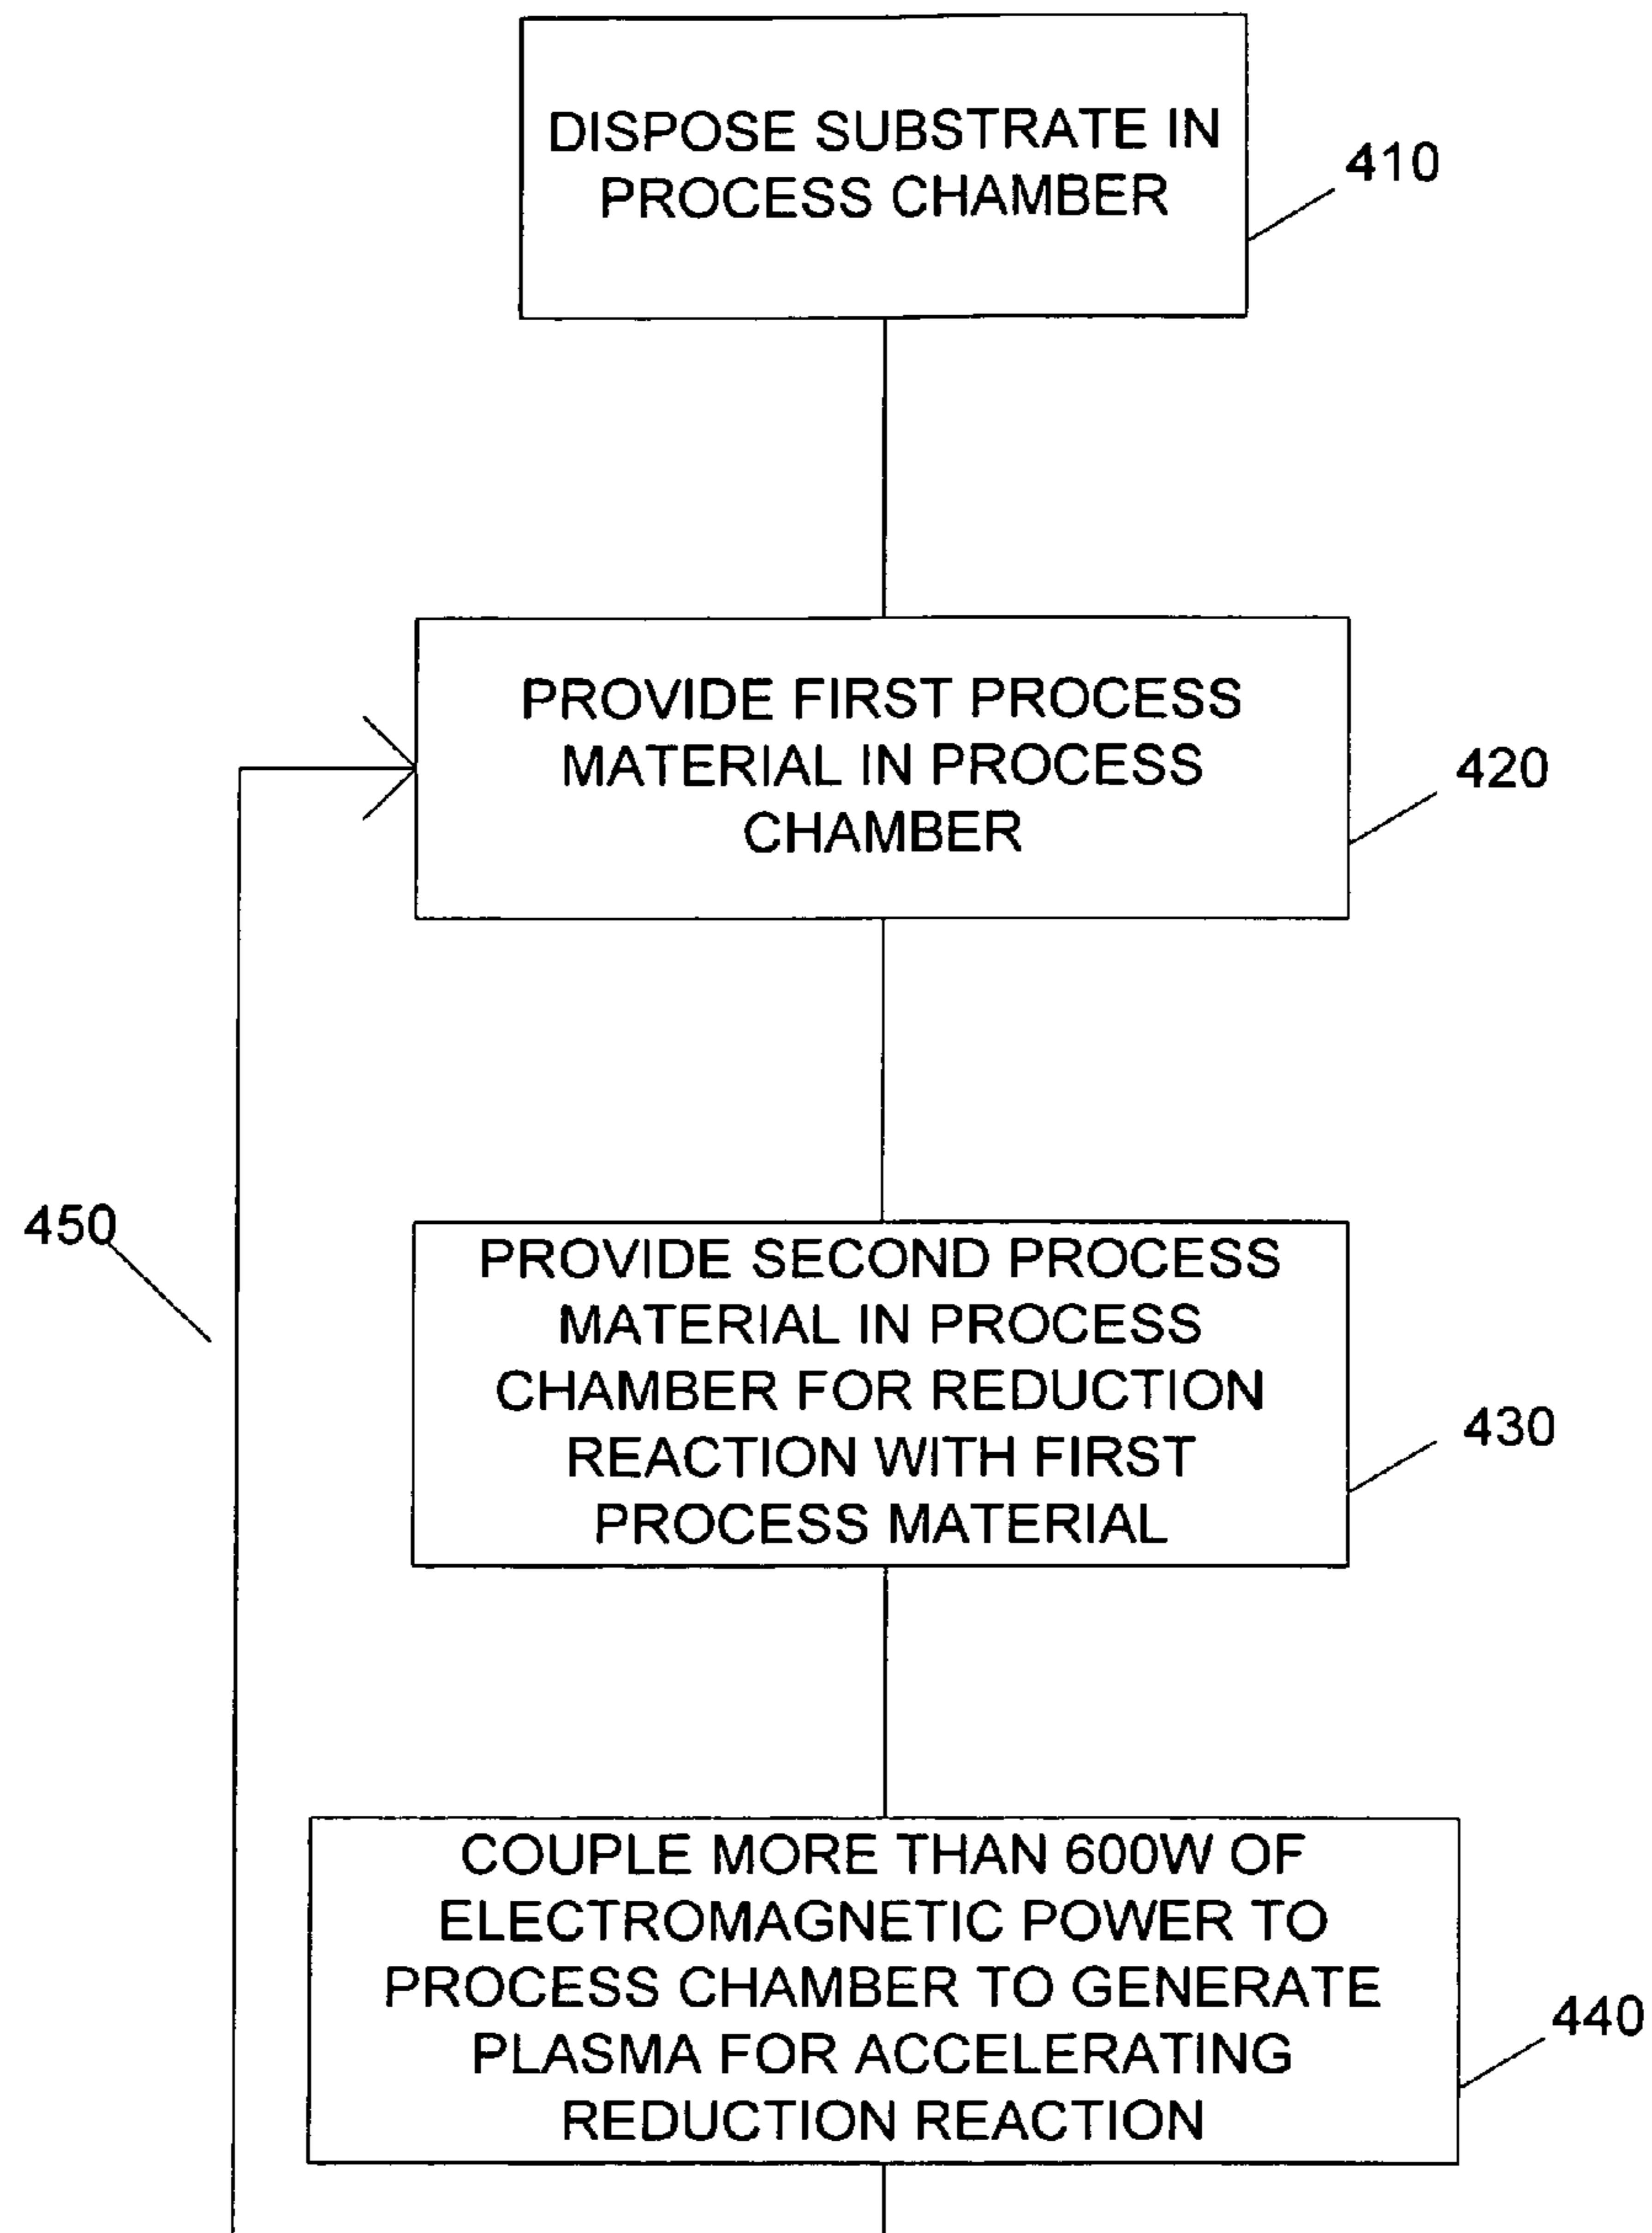 DISPOSE SUBSTRATE IN
PROCESS CHAMBER
410
PROVIDE FIRST PROCESS
MATERIAL IN PROCESS
CHAMBER
420
450
PROVIDE SECOND PROCESS
MATERIAL IN PROCESS
CHAMBER FOR REDUCTION
REACTION WITH FIRST
PROCESS MATERIAL
430
COUPLE MORE THAN 600W OF
ELECTROMAGNETIC POWER TO
PROCESS CHAMBER TO GENERATE
PLASMA FOR ACCELERATING
REDUCTION REACTION
440